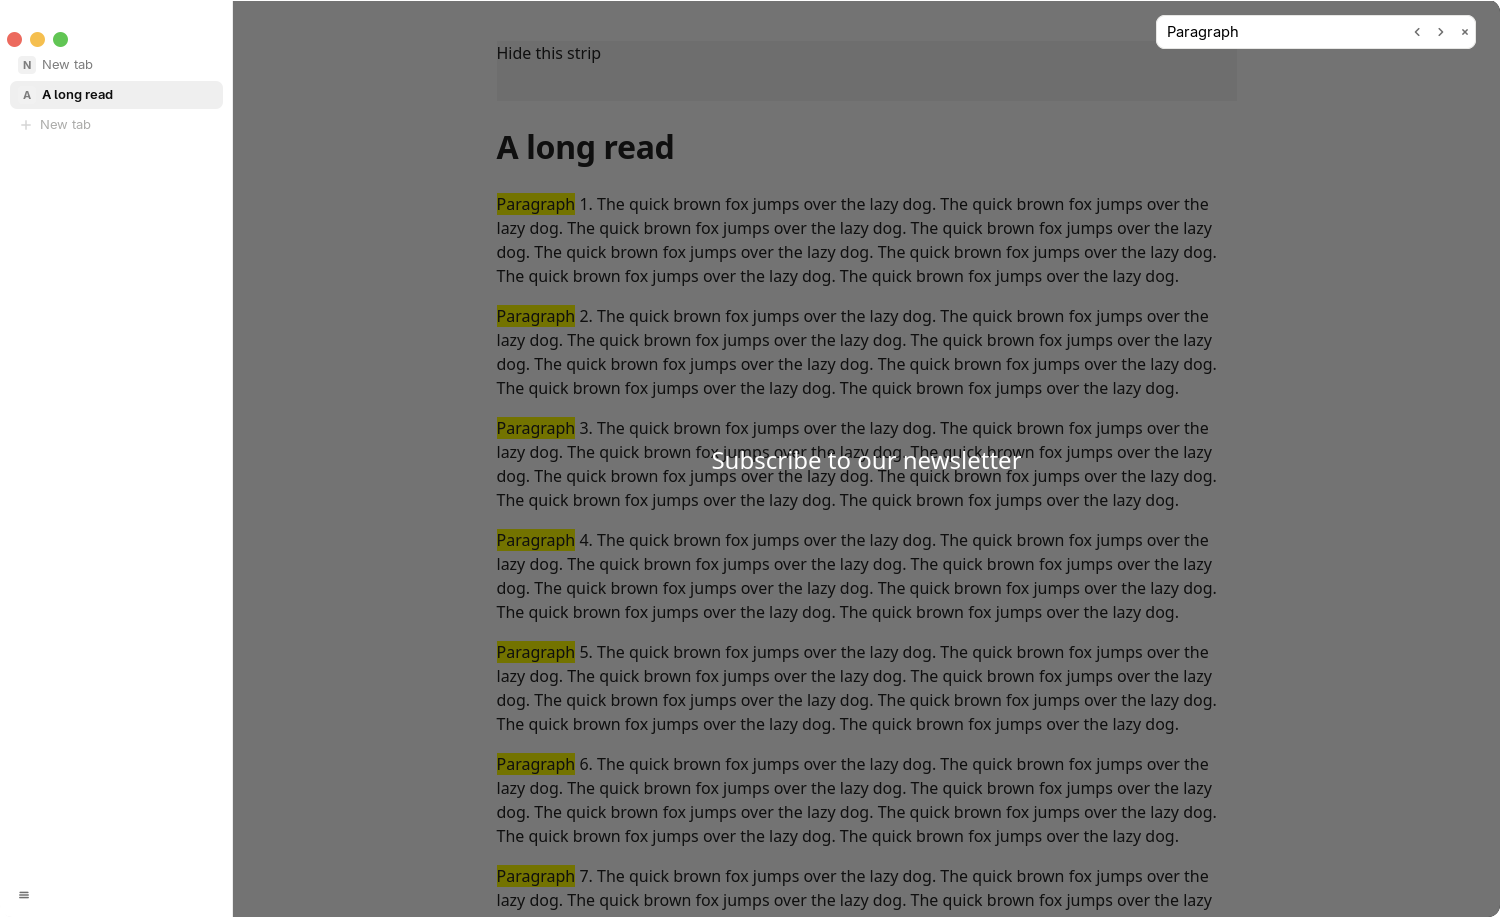 N New tab
A A long read
+ New tab
Paragraph
Hide this strip
A long read
Paragraph 1. The quick brown fox jumps over the lazy dog. The quick brown fox jumps over the
lazy dog. The quick brown fox jumps over the lazy dog. The quick brown fox jumps over the lazy
dog. The quick brown fox jumps over the lazy dog. The quick brown fox jumps over the lazy dog.
The quick brown fox jumps over the lazy dog. The quick brown fox jumps over the lazy dog.
Paragraph 2. The quick brown fox jumps over the lazy dog. The quick brown fox jumps over the
lazy dog. The quick brown fox jumps over the lazy dog. The quick brown fox jumps over the lazy
dog. The quick brown fox jumps over the lazy dog. The quick brown fox jumps over the lazy dog.
The quick brown fox jumps over the lazy dog. The quick brown fox jumps over the lazy dog.
Paragraph 3. The quick brown fox jumps over the lazy dog. The quick brown fox jumps over the
lazy dog. The quick brown fox jumps over the lazy dog. The quick brown fox jumps over the lazy
Subscribe to our newsletter
dog. The quick brown fox jumps over the lazy dog. The quick brown fox jumps over the lazy dog.
The quick brown fox jumps over the lazy dog. The quick brown fox jumps over the lazy dog.
Paragraph 4. The quick brown fox jumps over the lazy dog. The quick brown fox jumps over the
lazy dog. The quick brown fox jumps over the lazy dog. The quick brown fox jumps over the lazy
dog. The quick brown fox jumps over the lazy dog. The quick brown fox jumps over the lazy dog.
The quick brown fox jumps over the lazy dog. The quick brown fox jumps over the lazy dog.
Paragraph 5. The quick brown fox jumps over the lazy dog. The quick brown fox jumps over the
lazy dog. The quick brown fox jumps over the lazy dog. The quick brown fox jumps over the lazy
dog. The quick brown fox jumps over the lazy dog. The quick brown fox jumps over the lazy dog.
The quick brown fox jumps over the lazy dog. The quick brown fox jumps over the lazy dog.
Paragraph 6. The quick brown fox jumps over the lazy dog. The quick brown fox jumps over the
lazy dog. The quick brown fox jumps over the lazy dog. The quick brown fox jumps over the lazy
dog. The quick brown fox jumps over the lazy dog. The quick brown fox jumps over the lazy dog.
The quick brown fox jumps over the lazy dog. The quick brown fox jumps over the lazy dog.
Paragraph 7. The quick brown fox jumps over the lazy dog. The quick brown fox jumps over the
lazy dog. The quick brown fox jumps over the lazy dog. The quick brown fox jumps over the lazy